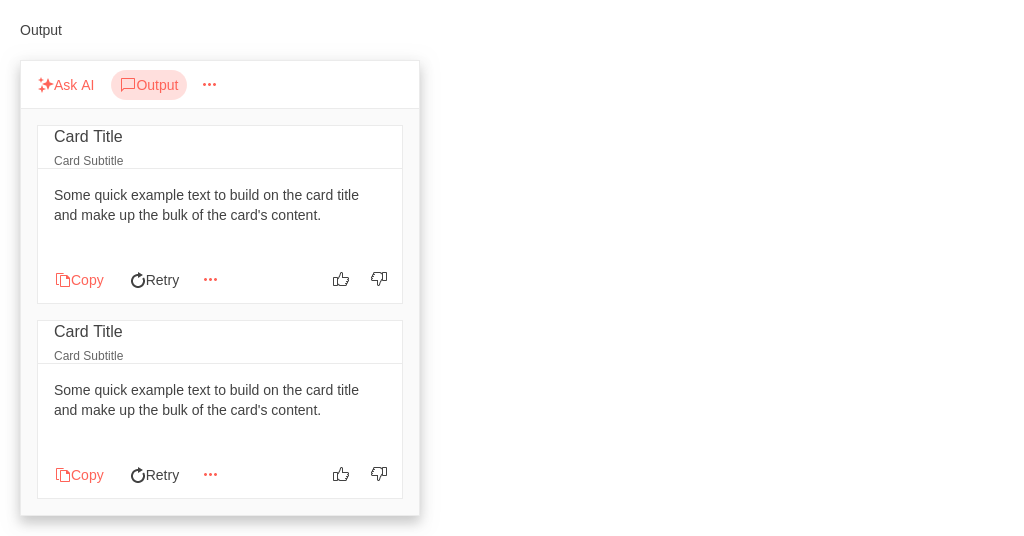 Output
Ask AI Output
Card Title
Card Subtitle
Some quick example text to build on the card title
and make up the bulk of the card's content.
Copy Retry
Card Title
Card Subtitle
Some quick example text to build on the card title
and make up the bulk of the card's content.
Copy Retry